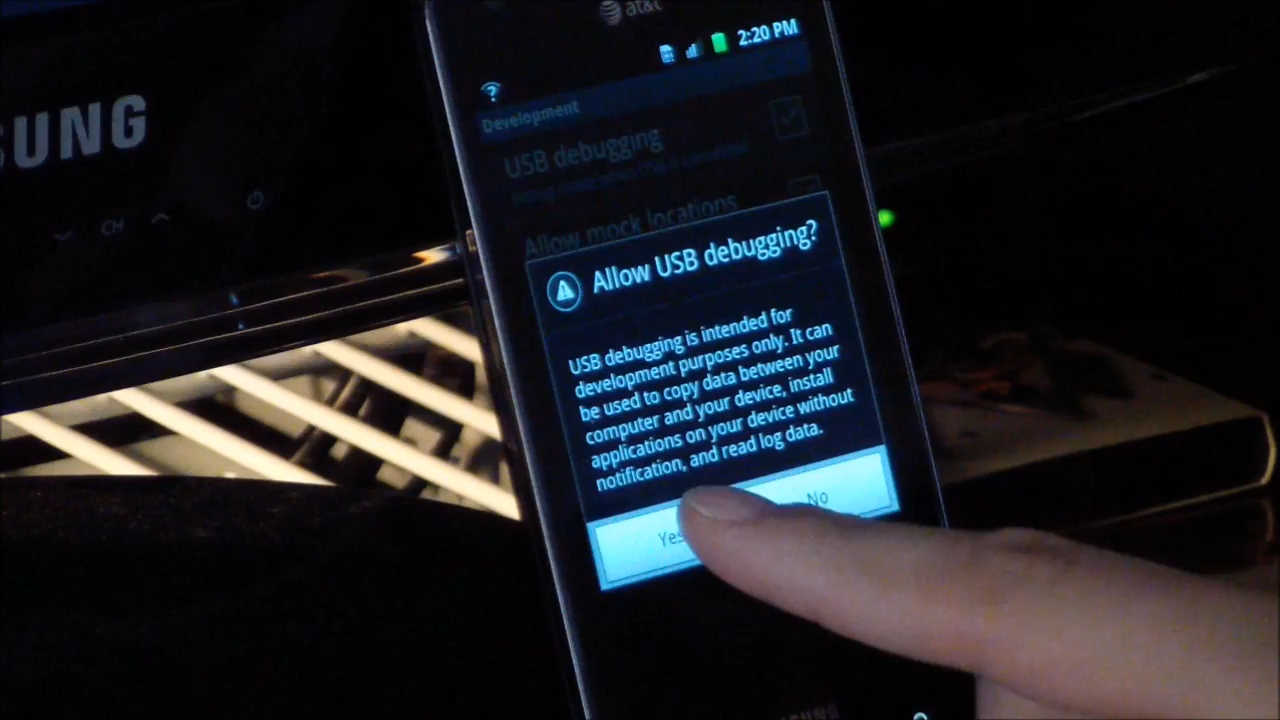 at&t
2:20 PM
?
Development
SUNG
USB debugging
CH
Allow mock locations
Allow USB debugging?
USB debugging is intended for
development purposes only. It can
be used to copy data between your
computer and your device, install
applications on your device without
notification, and read log data.
Yes
No